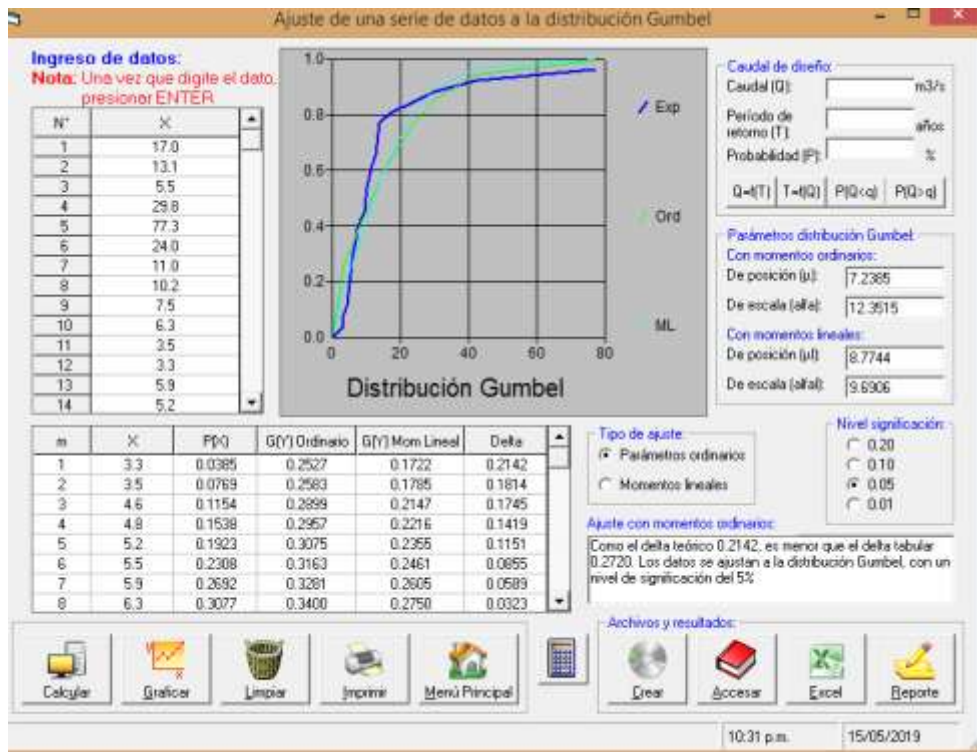 Ajuste de una serie de datos a la distribución Gumbel
Ingreso de datos:
Nota: Una vez que digite el dato,
presionar ENTER
N° X
1 17.0
2 13.1
3 5.5
4 29.8
5 77.3
6 24.0
7 11.0
8 10.2
9 7.5
10 6.3
11 3.5
12 3.3
13 5.9
14 5.2
1.0
0.8
0.6
0.4
0.2
0.0
0 20 40 60 80
Exp
Ord
ML
Distribución Gumbel
Caudal de diseño:
Caudal (Q): m3/s
Período de
retorno (T): años
Probabilidad (P): %
Q=f(T) T=f(Q) P(Q<q) P(Q>q)
Parámetros distribución Gumbel:
Con momentos ordinarios:
De posición (µ): 7.2385
De escala (alfa): 12.3515
Con momentos lineales:
De posición (µl): 8.7744
De escala (alfal): 9.6906
m X P(X) G(Y) Ordinario G(Y) Mom Lineal Delta
1 3.3 0.0385 0.2527 0.1722 0.2142
2 3.5 0.0769 0.2583 0.1785 0.1814
3 4.6 0.1154 0.2899 0.2147 0.1745
4 4.8 0.1538 0.2957 0.2216 0.1419
5 5.2 0.1923 0.3075 0.2355 0.1151
6 5.5 0.2308 0.3163 0.2461 0.0855
7 5.9 0.2692 0.3281 0.2605 0.0589
8 6.3 0.3077 0.3400 0.2750 0.0323
Tipo de ajuste:
Parámetros ordinarios
Momentos lineales
Nivel significación:
0.20
0.10
0.05
0.01
Ajuste con momentos ordinarios:
Como el delta teórico 0.2142, es menor que el delta tabular
0.2720. Los datos se ajustan a la distribución Gumbel, con un
nivel de significación del 5%
Calcular Graficar Limpiar Imprimir Menú Principal
Archivos y resultados:
Crear Accesar Excel Reporte
10:31 p.m. 15/05/2019